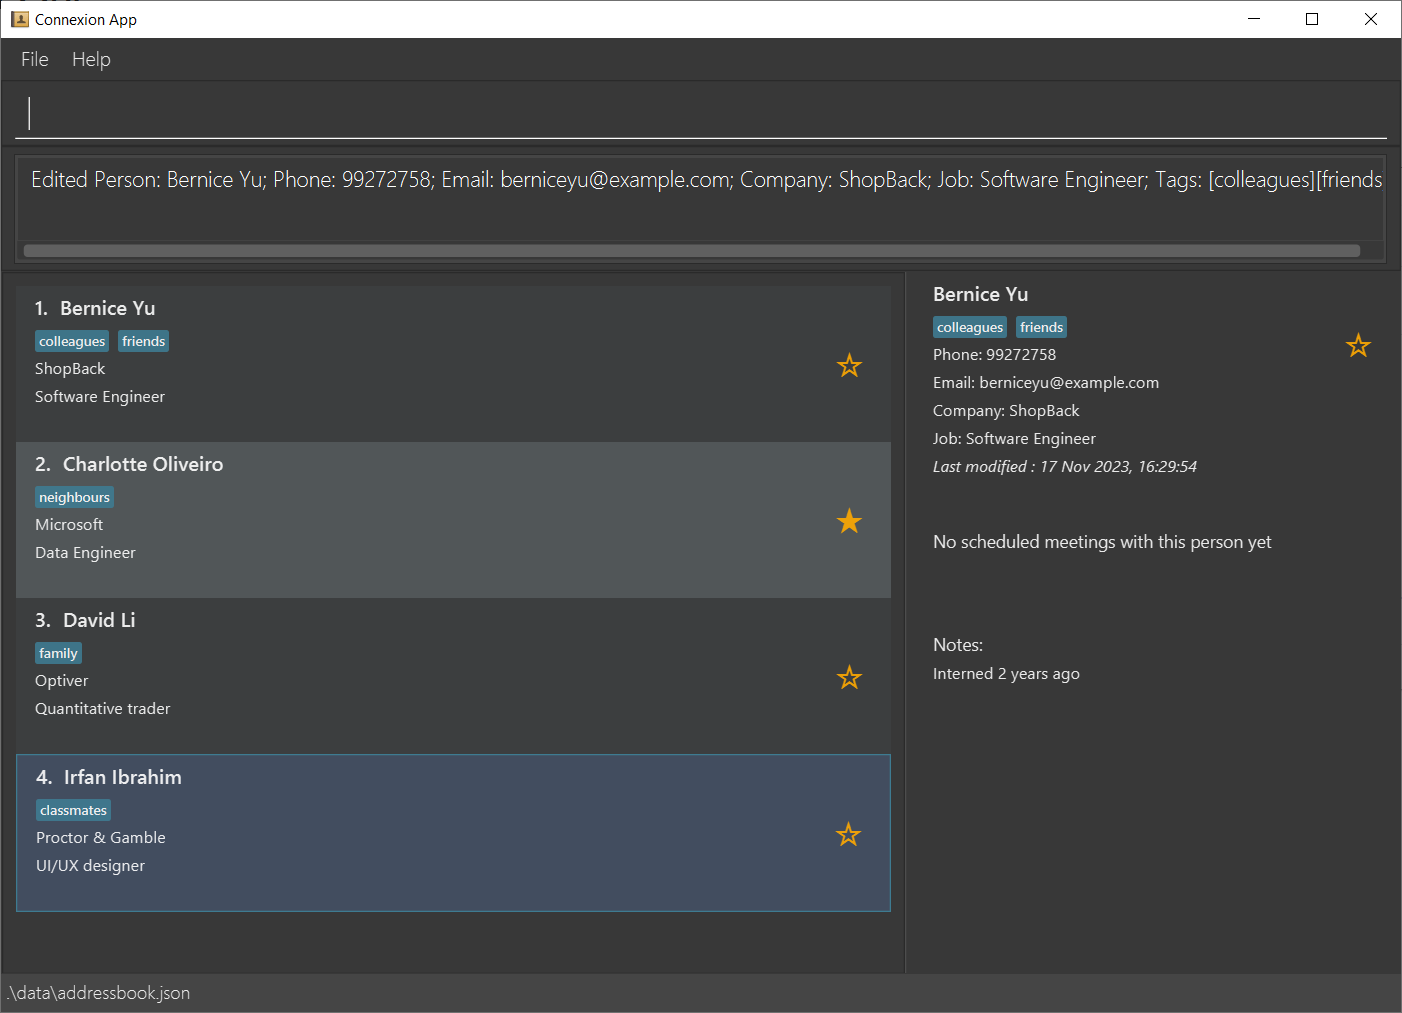 Connexion App
File Help
Edited Person: Bernice Yu; Phone: 99272758; Email: berniceyu@example.com; Company: ShopBack; Job: Software Engineer; Tags: [colleagues][friends
1. Bernice Yu
colleagues friends
ShopBack
Software Engineer
2. Charlotte Oliveiro
neighbours
Microsoft
Data Engineer
3. David Li
family
Optiver
Quantitative trader
4. Irfan Ibrahim
classmates
Proctor & Gamble
UI/UX designer
Bernice Yu
colleagues friends
Phone: 99272758
Email: berniceyu@example.com
Company: ShopBack
Job: Software Engineer
Last modified : 17 Nov 2023, 16:29:54
No scheduled meetings with this person yet
Notes:
Interned 2 years ago
.\data\addressbook.json